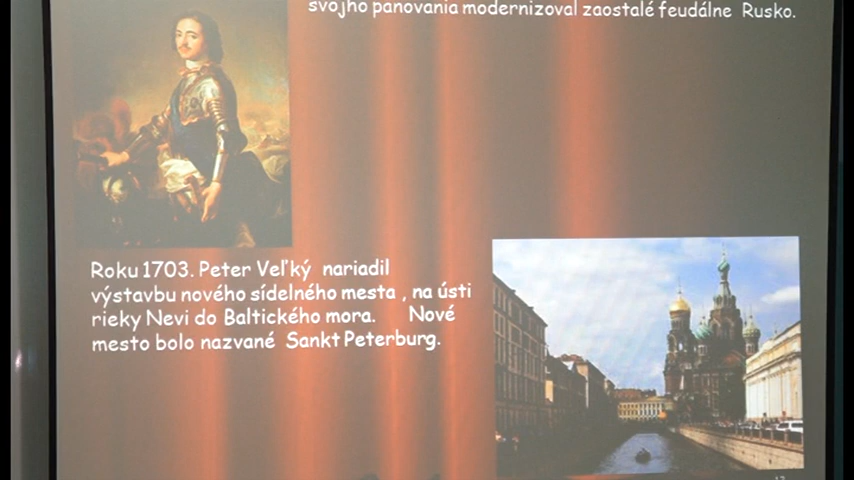 svojho panovania modernizoval zaostalé feudálne Rusko.
Roku 1703. Peter Veľký nariadil
výstavbu nového sídelného mesta , na ústi
rieky Nevi do Baltického mora. Nové
mesto bolo nazvané Sankt Peterburg.